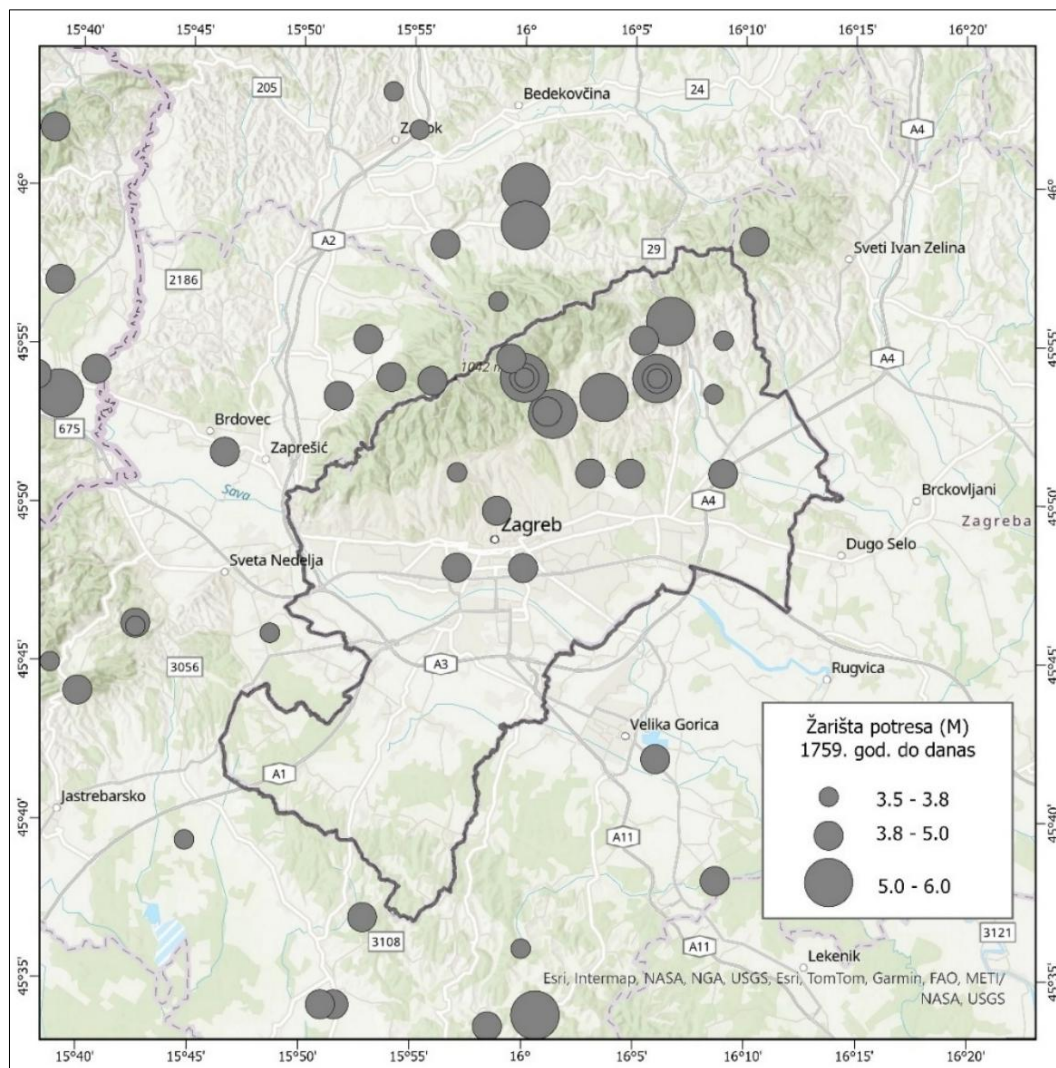 15°40' 15°45' 15°50' 15°55' 16° 16°05' 16°10' 16°15' 16°20'
205
Bedekovčina
24
A4
46°
46°
A2
29
Sveti Ivan Zelina
2186
45°55'
45°55'
A4
675
Brdovec
Zaprešić
Sava
45°50'
A4
Brckovljani
45°50'
Zagreb
Zagreba
Dugo Selo
Sveta Nedelja
45°45'
3056
A3
Rugvica
45°45'
Velika Gorica
Žarišta potresa (M)
1759. god. do danas
3.5 - 3.8
3.8 - 5.0
5.0 - 6.0
A1
Jastrebarsko
45°40'
A11
45°40'
3108
A11
3121
Lekenik
45°35'
45°35'
Esri, Intermap, NASA, NGA, USGS, Esri, TomTom, Garmin, FAO, METI/
NASA, USGS
15°40' 15°45' 15°50' 15°55' 16° 16°05' 16°10' 16°15' 16°20'